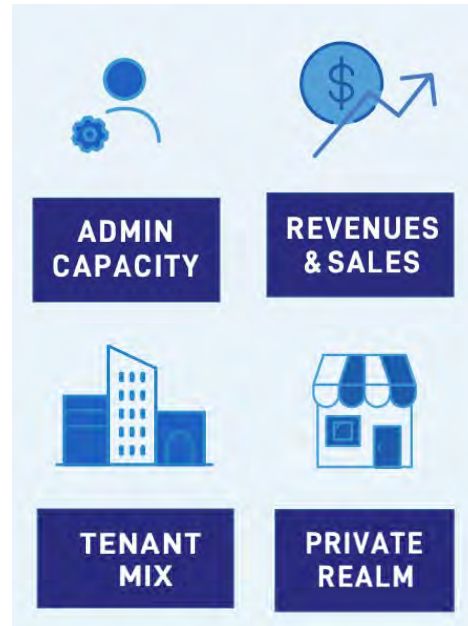 $
ADMIN
CAPACITY
REVENUES
& SALES
TENANT
MIX
PRIVATE
REALM